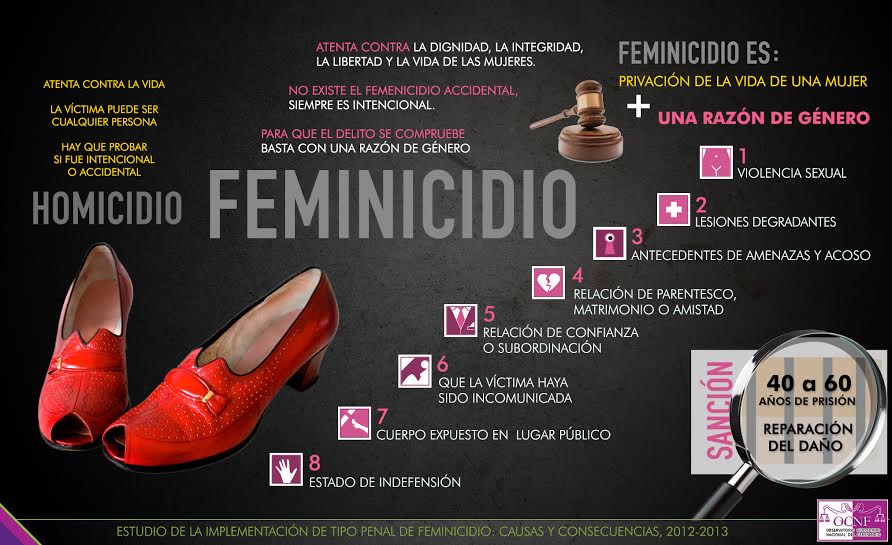 ATENTA CONTRA LA VIDA
LA VÍCTIMA PUEDE SER
CUALQUIER PERSONA
HAY QUE PROBAR
SI FUE INTENCIONAL
O ACCIDENTAL
HOMICIDIO
ATENTA CONTRA LA DIGNIDAD, LA INTEGRIDAD,
LA LIBERTAD Y LA VIDA DE LAS MUJERES.
NO EXISTE EL FEMENICIDIO ACCIDENTAL,
SIEMPRE ES INTENCIONAL.
PARA QUE EL DELITO SE COMPRUEBE
BASTA CON UNA RAZÓN DE GÉNERO
FEMINICIDIO
FEMINICIDIO ES:
PRIVACIÓN DE LA VIDA DE UNA MUJER
+ UNA RAZÓN DE GÉNERO
1
VIOLENCIA SEXUAL
2
LESIONES DEGRADANTES
3
ANTECEDENTES DE AMENAZAS Y ACOSO
4
RELACIÓN DE PARENTESCO,
MATRIMONIO O AMISTAD
5
RELACIÓN DE CONFIANZA
O SUBORDINACIÓN
6
QUE LA VÍCTIMA HAYA
SIDO INCOMUNICADA
7
CUERPO EXPUESTO EN LUGAR PÚBLICO
8
ESTADO DE INDEFENSIÓN
SANCIÓN
40 a 60
AÑOS DE PRISIÓN
REPARACIÓN
DEL DAÑO
ESTUDIO DE LA IMPLEMENTACIÓN DE TIPO PENAL DE FEMINICIDIO: CAUSAS Y CONSECUENCIAS, 2012-2013
OCNF
OBSERVATORIO CIUDADANO
NACIONAL DEL FEMINICIDIO